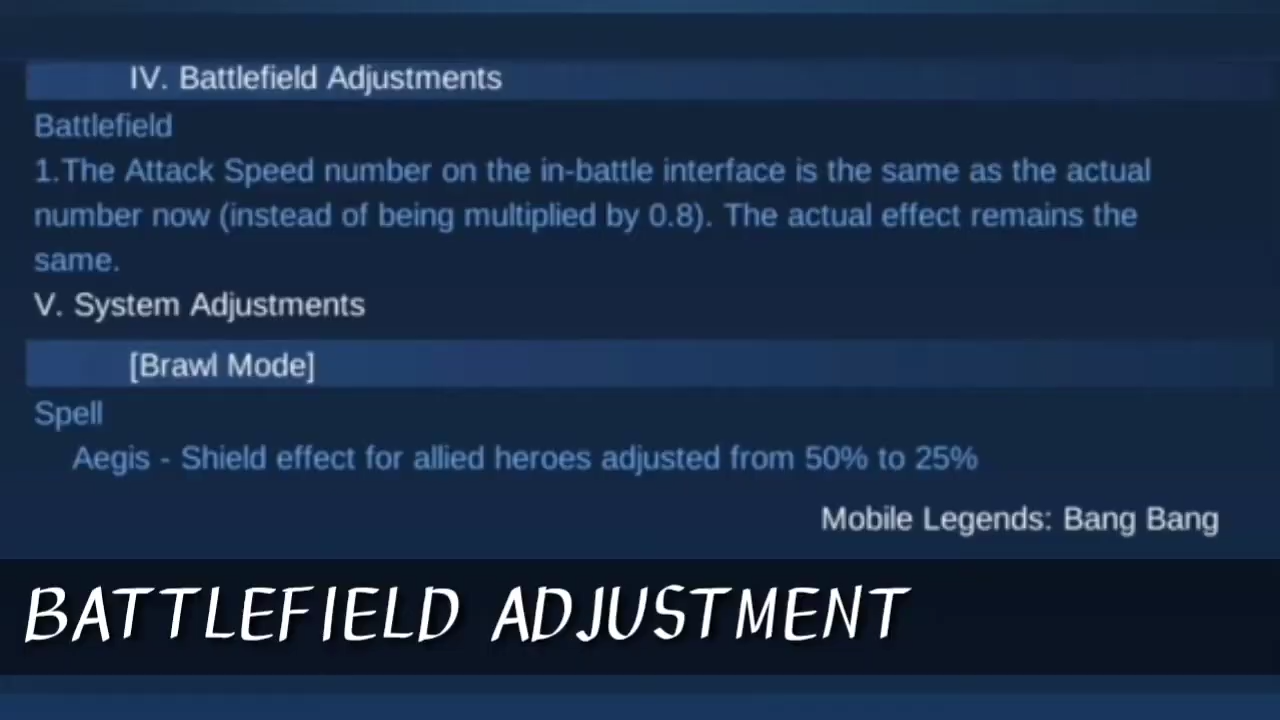 IV. Battlefield Adjustments
Battlefield
1.The Attack Speed number on the in-battle interface is the same as the actual
number now (instead of being multiplied by 0.8). The actual effect remains the
same.
V. System Adjustments
[Brawl Mode]
Spell
Aegis - Shield effect for allied heroes adjusted from 50% to 25%
Mobile Legends: Bang Bang
BATTLEFIELD ADJUSTMENT